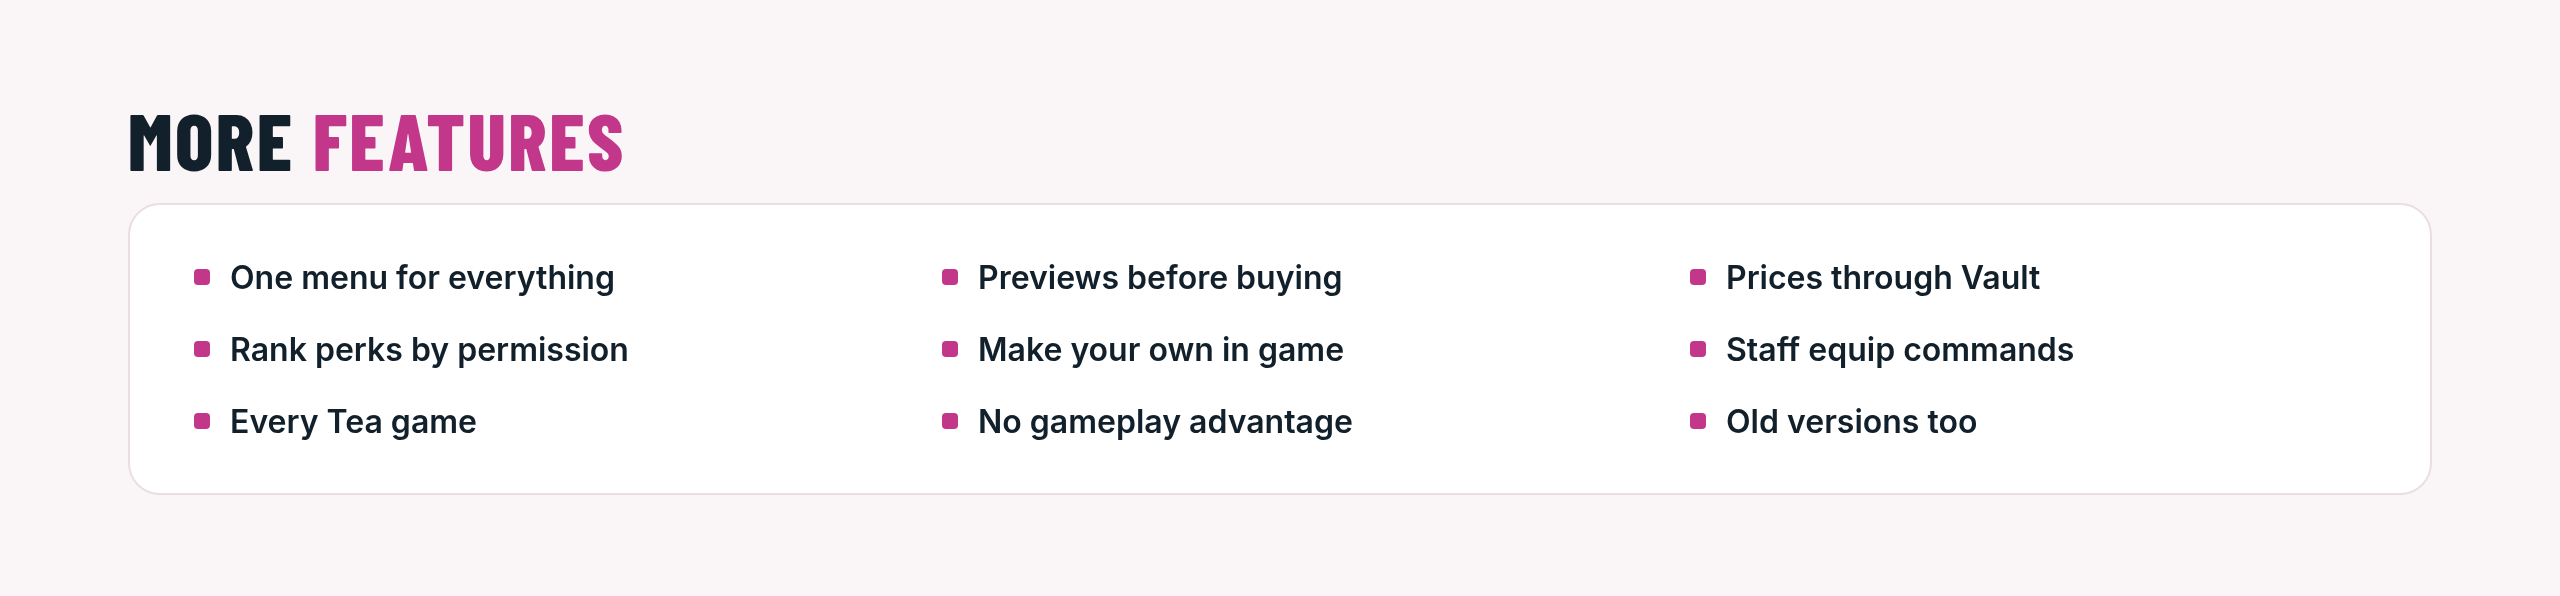 MORE FEATURES
One menu for everything
Previews before buying
Prices through Vault
Rank perks by permission
Make your own in game
Staff equip commands
Every Tea game
No gameplay advantage
Old versions too